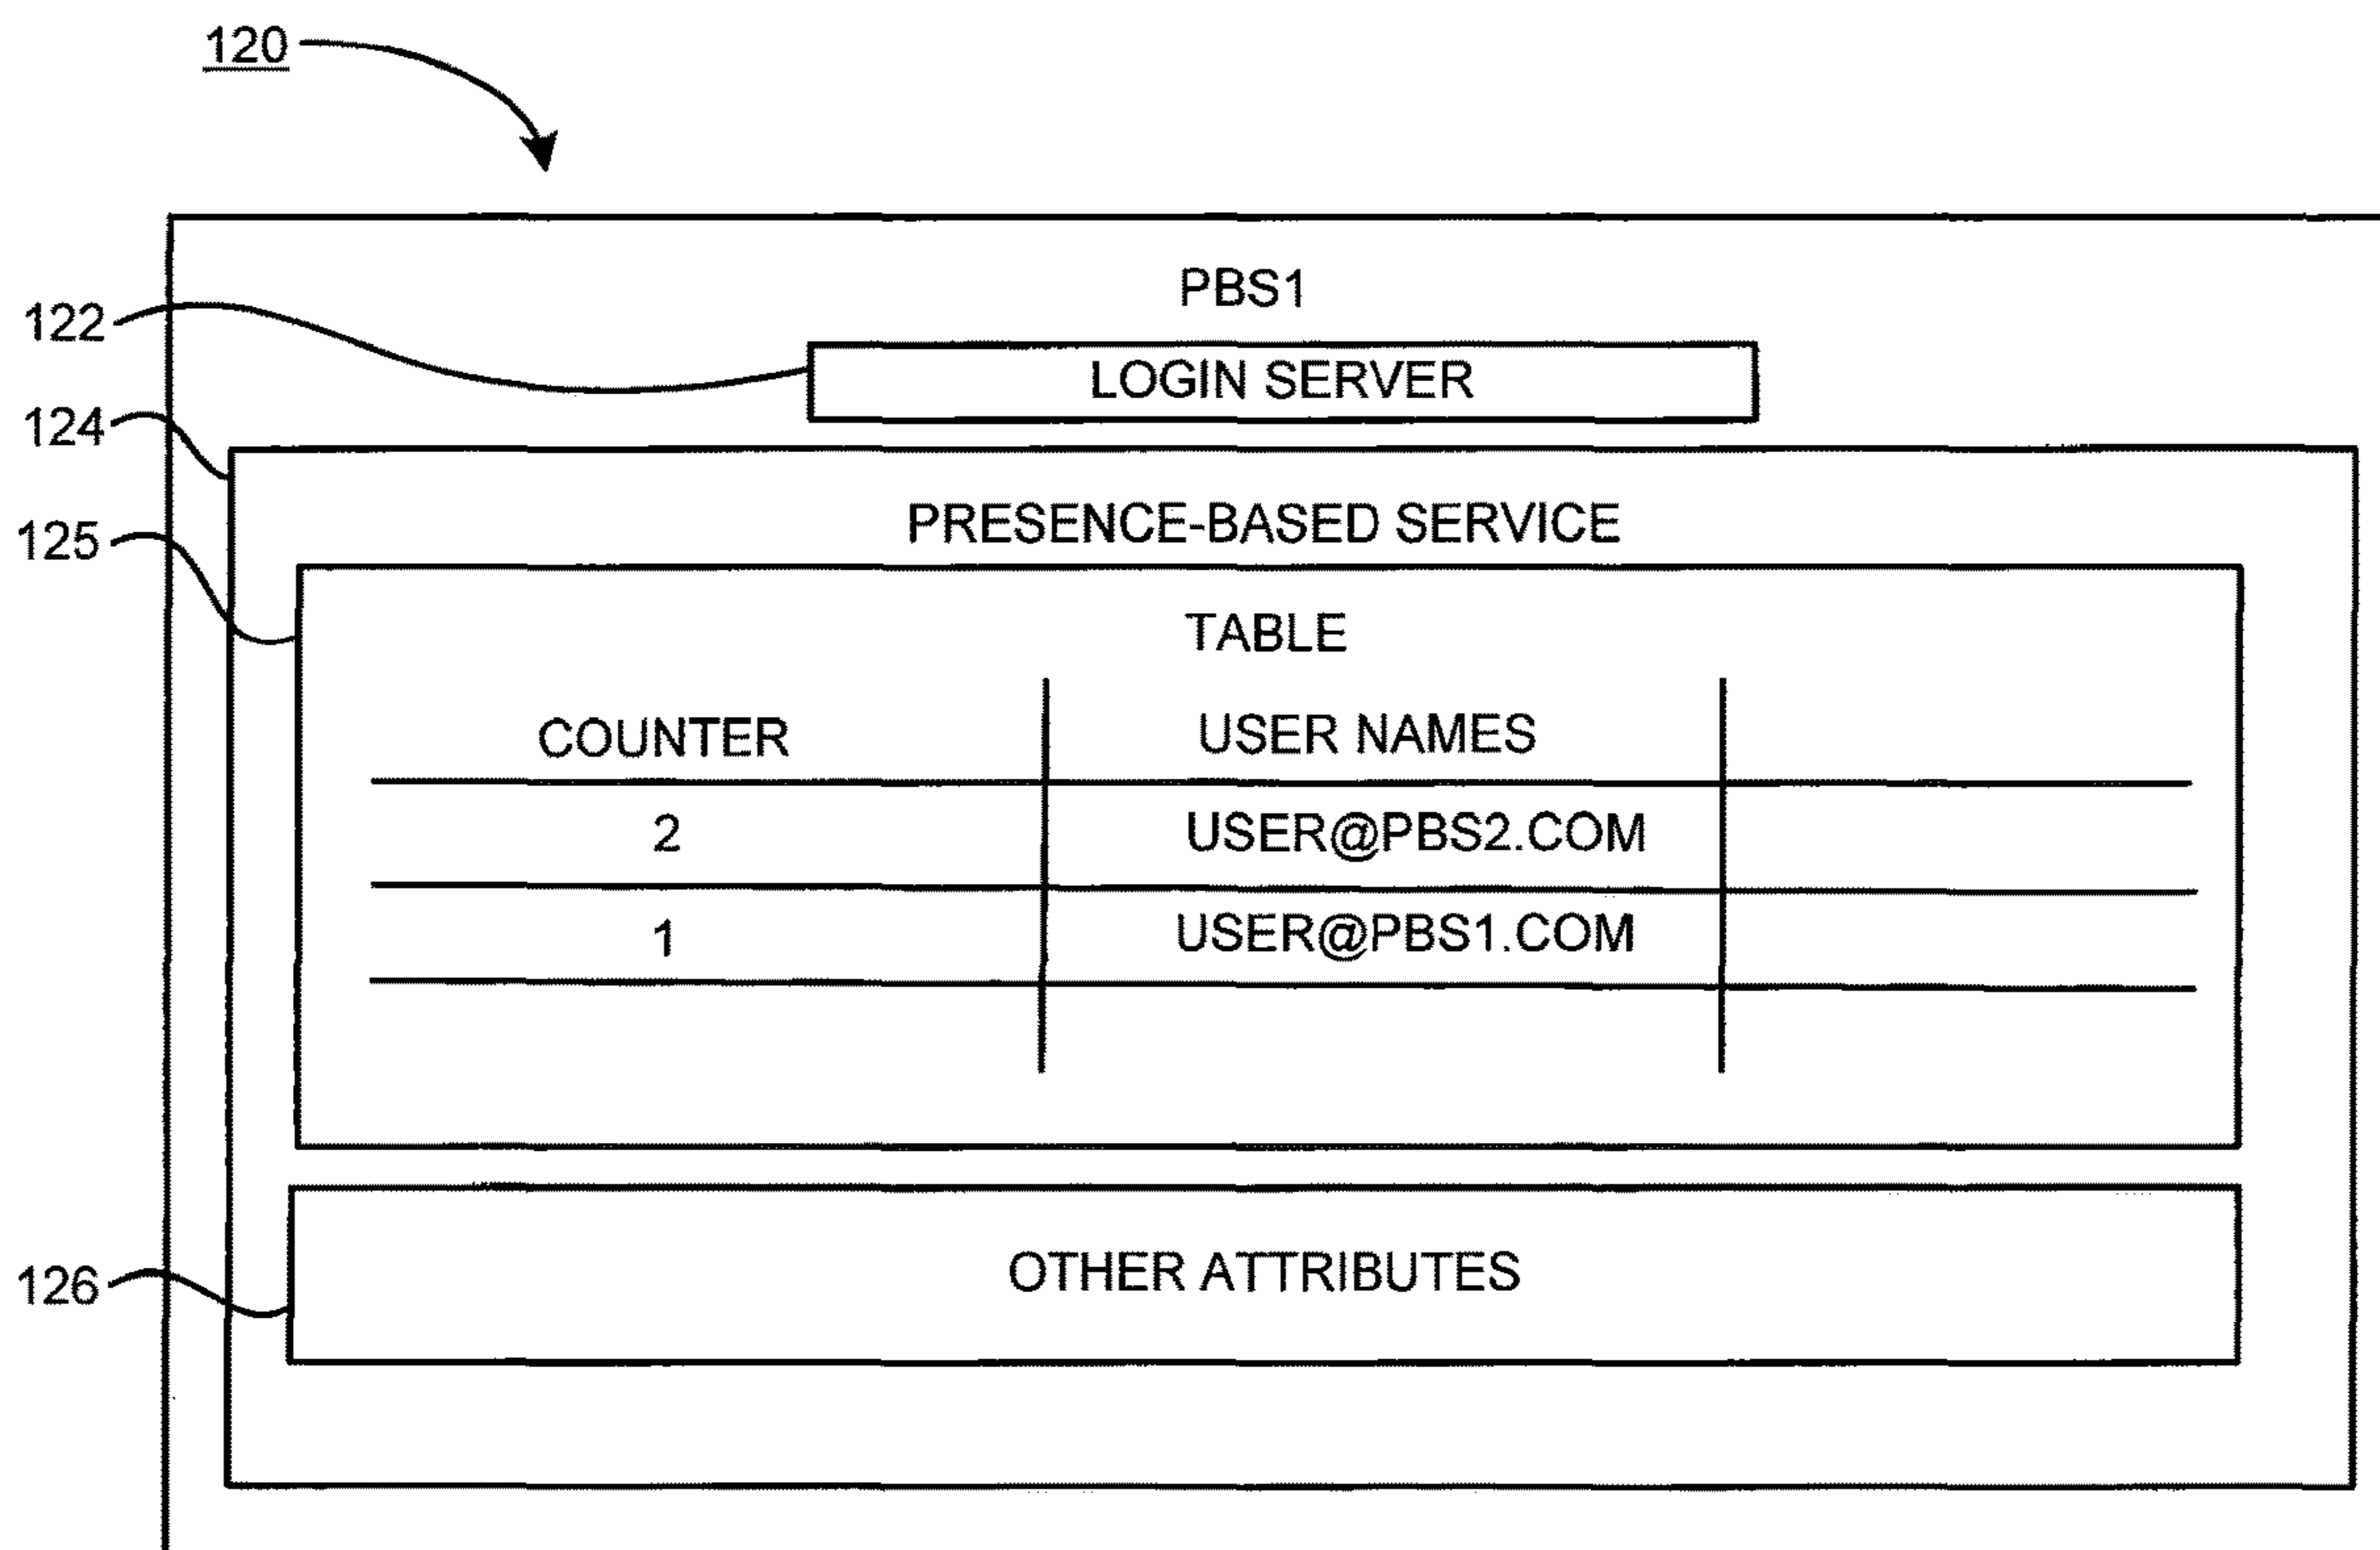 120
PBS1
122
LOGIN SERVER
124
PRESENCE-BASED SERVICE
125
TABLE
COUNTER USER NAMES
2 USER@PBS2.COM
1 USER@PBS1.COM
126
OTHER ATTRIBUTES